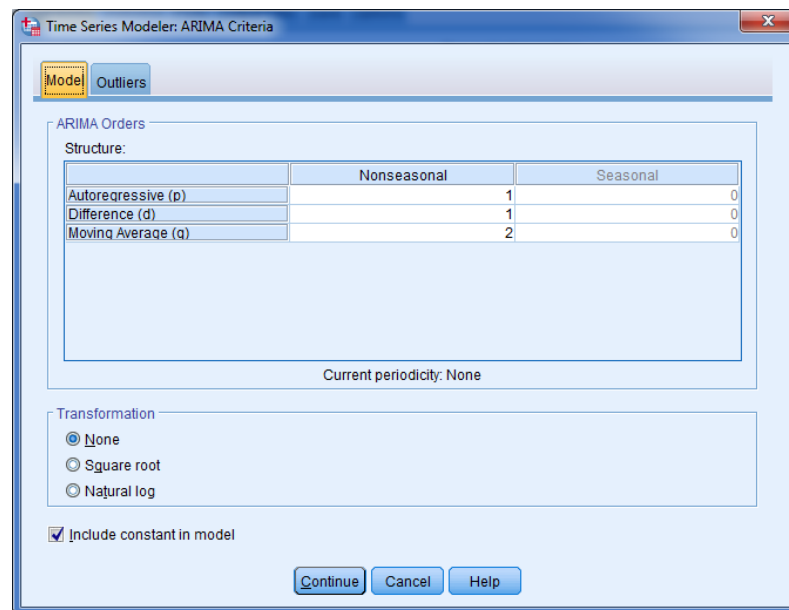 Time Series Modeler: ARIMA Criteria
Model Outliers
ARIMA Orders
Structure:
Nonseasonal Seasonal
Autoregressive (p) 1 0
Difference (d) 1 0
Moving Average (q) 2 0
Current periodicity: None
Transformation
None
Square root
Natural log
Include constant in model
Continue Cancel Help